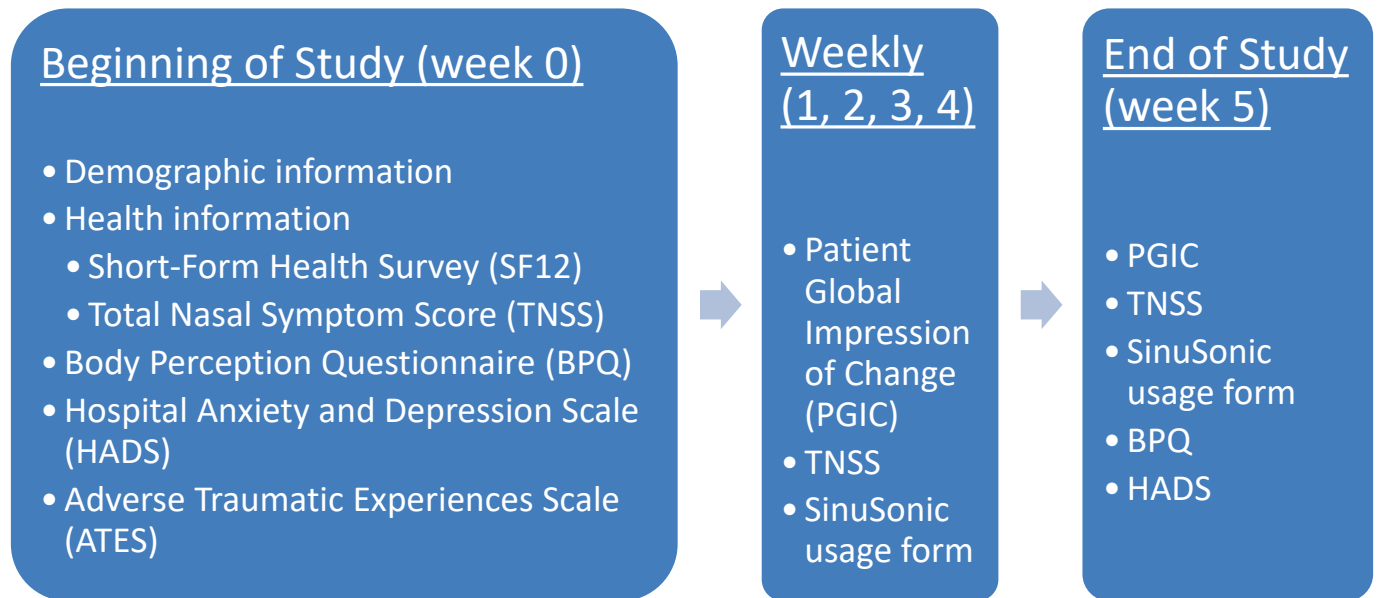 Beginning of Study (week 0)
• Demographic information
• Health information
• Short-Form Health Survey (SF12)
• Total Nasal Symptom Score (TNSS)
• Body Perception Questionnaire (BPQ)
• Hospital Anxiety and Depression Scale
(HADS)
• Adverse Traumatic Experiences Scale
(ATES)
Weekly
(1, 2, 3, 4)
• Patient
Global
Impression
of Change
(PGIC)
• TNSS
• SinuSonic
usage form
End of Study
(week 5)
• PGIC
• TNSS
• SinuSonic
usage form
• BPQ
• HADS